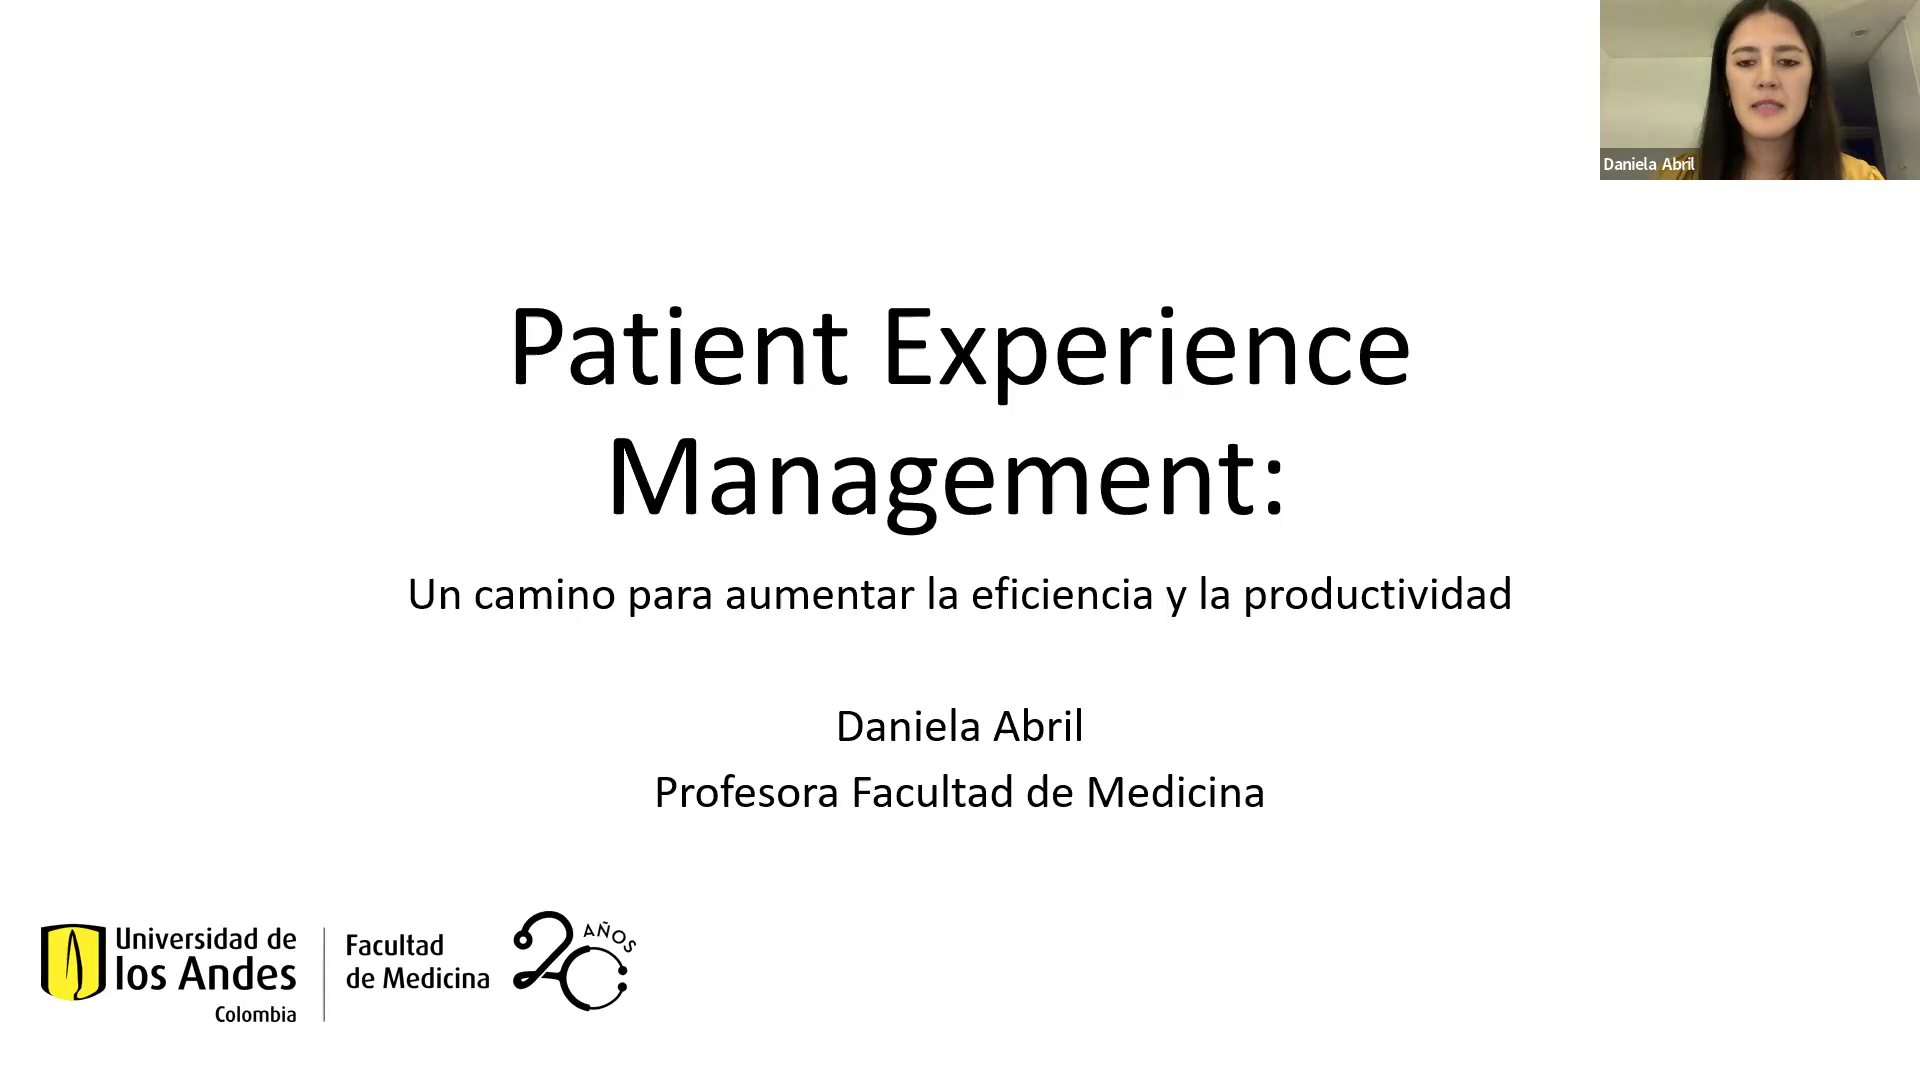 Daniela Abril
Patient Experience
Management:
Un camino para aumentar la eficiencia y la productividad
Daniela Abril
Profesora Facultad de Medicina
Universidad de
los Andes
Colombia
Facultad
de Medicina
20 AÑOS